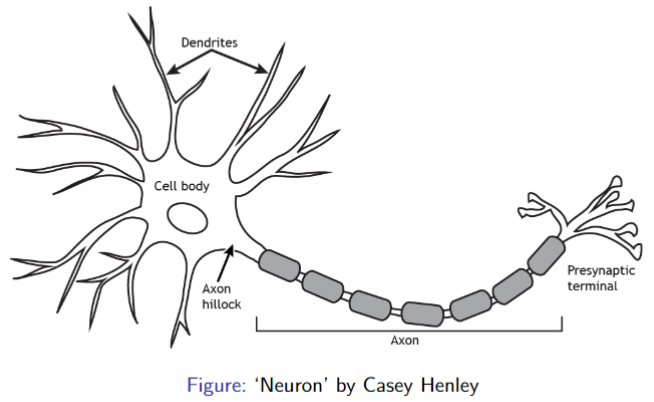 Dendrites
Cell body
Axon
hillock
Presynaptic
terminal
Axon
Figure: ‘Neuron’ by Casey Henley